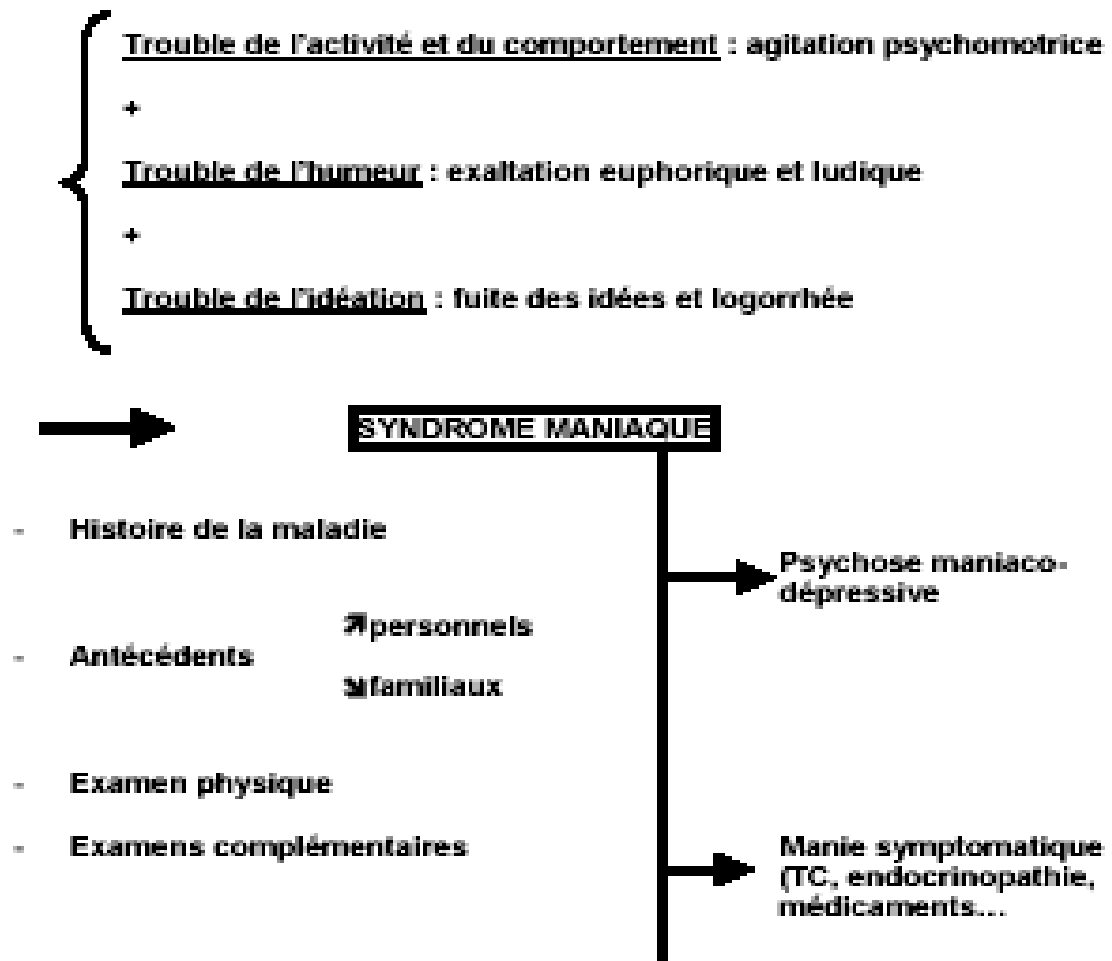 Trouble de l'activité et du comportement : agitation psychomotrice
+
Trouble de l'humeur : exaltation euphorique et ludique
+
Trouble de l'idéation : fuite des idées et logorrhée
SYNDROME MANIAQUE
- Histoire de la maladie
Psychose maniaco-
dépressive
personnels
- Antécédents
familiaux
- Examen physique
- Examens complémentaires
Manie symptomatique
(TC, endocrinopathie,
médicaments...